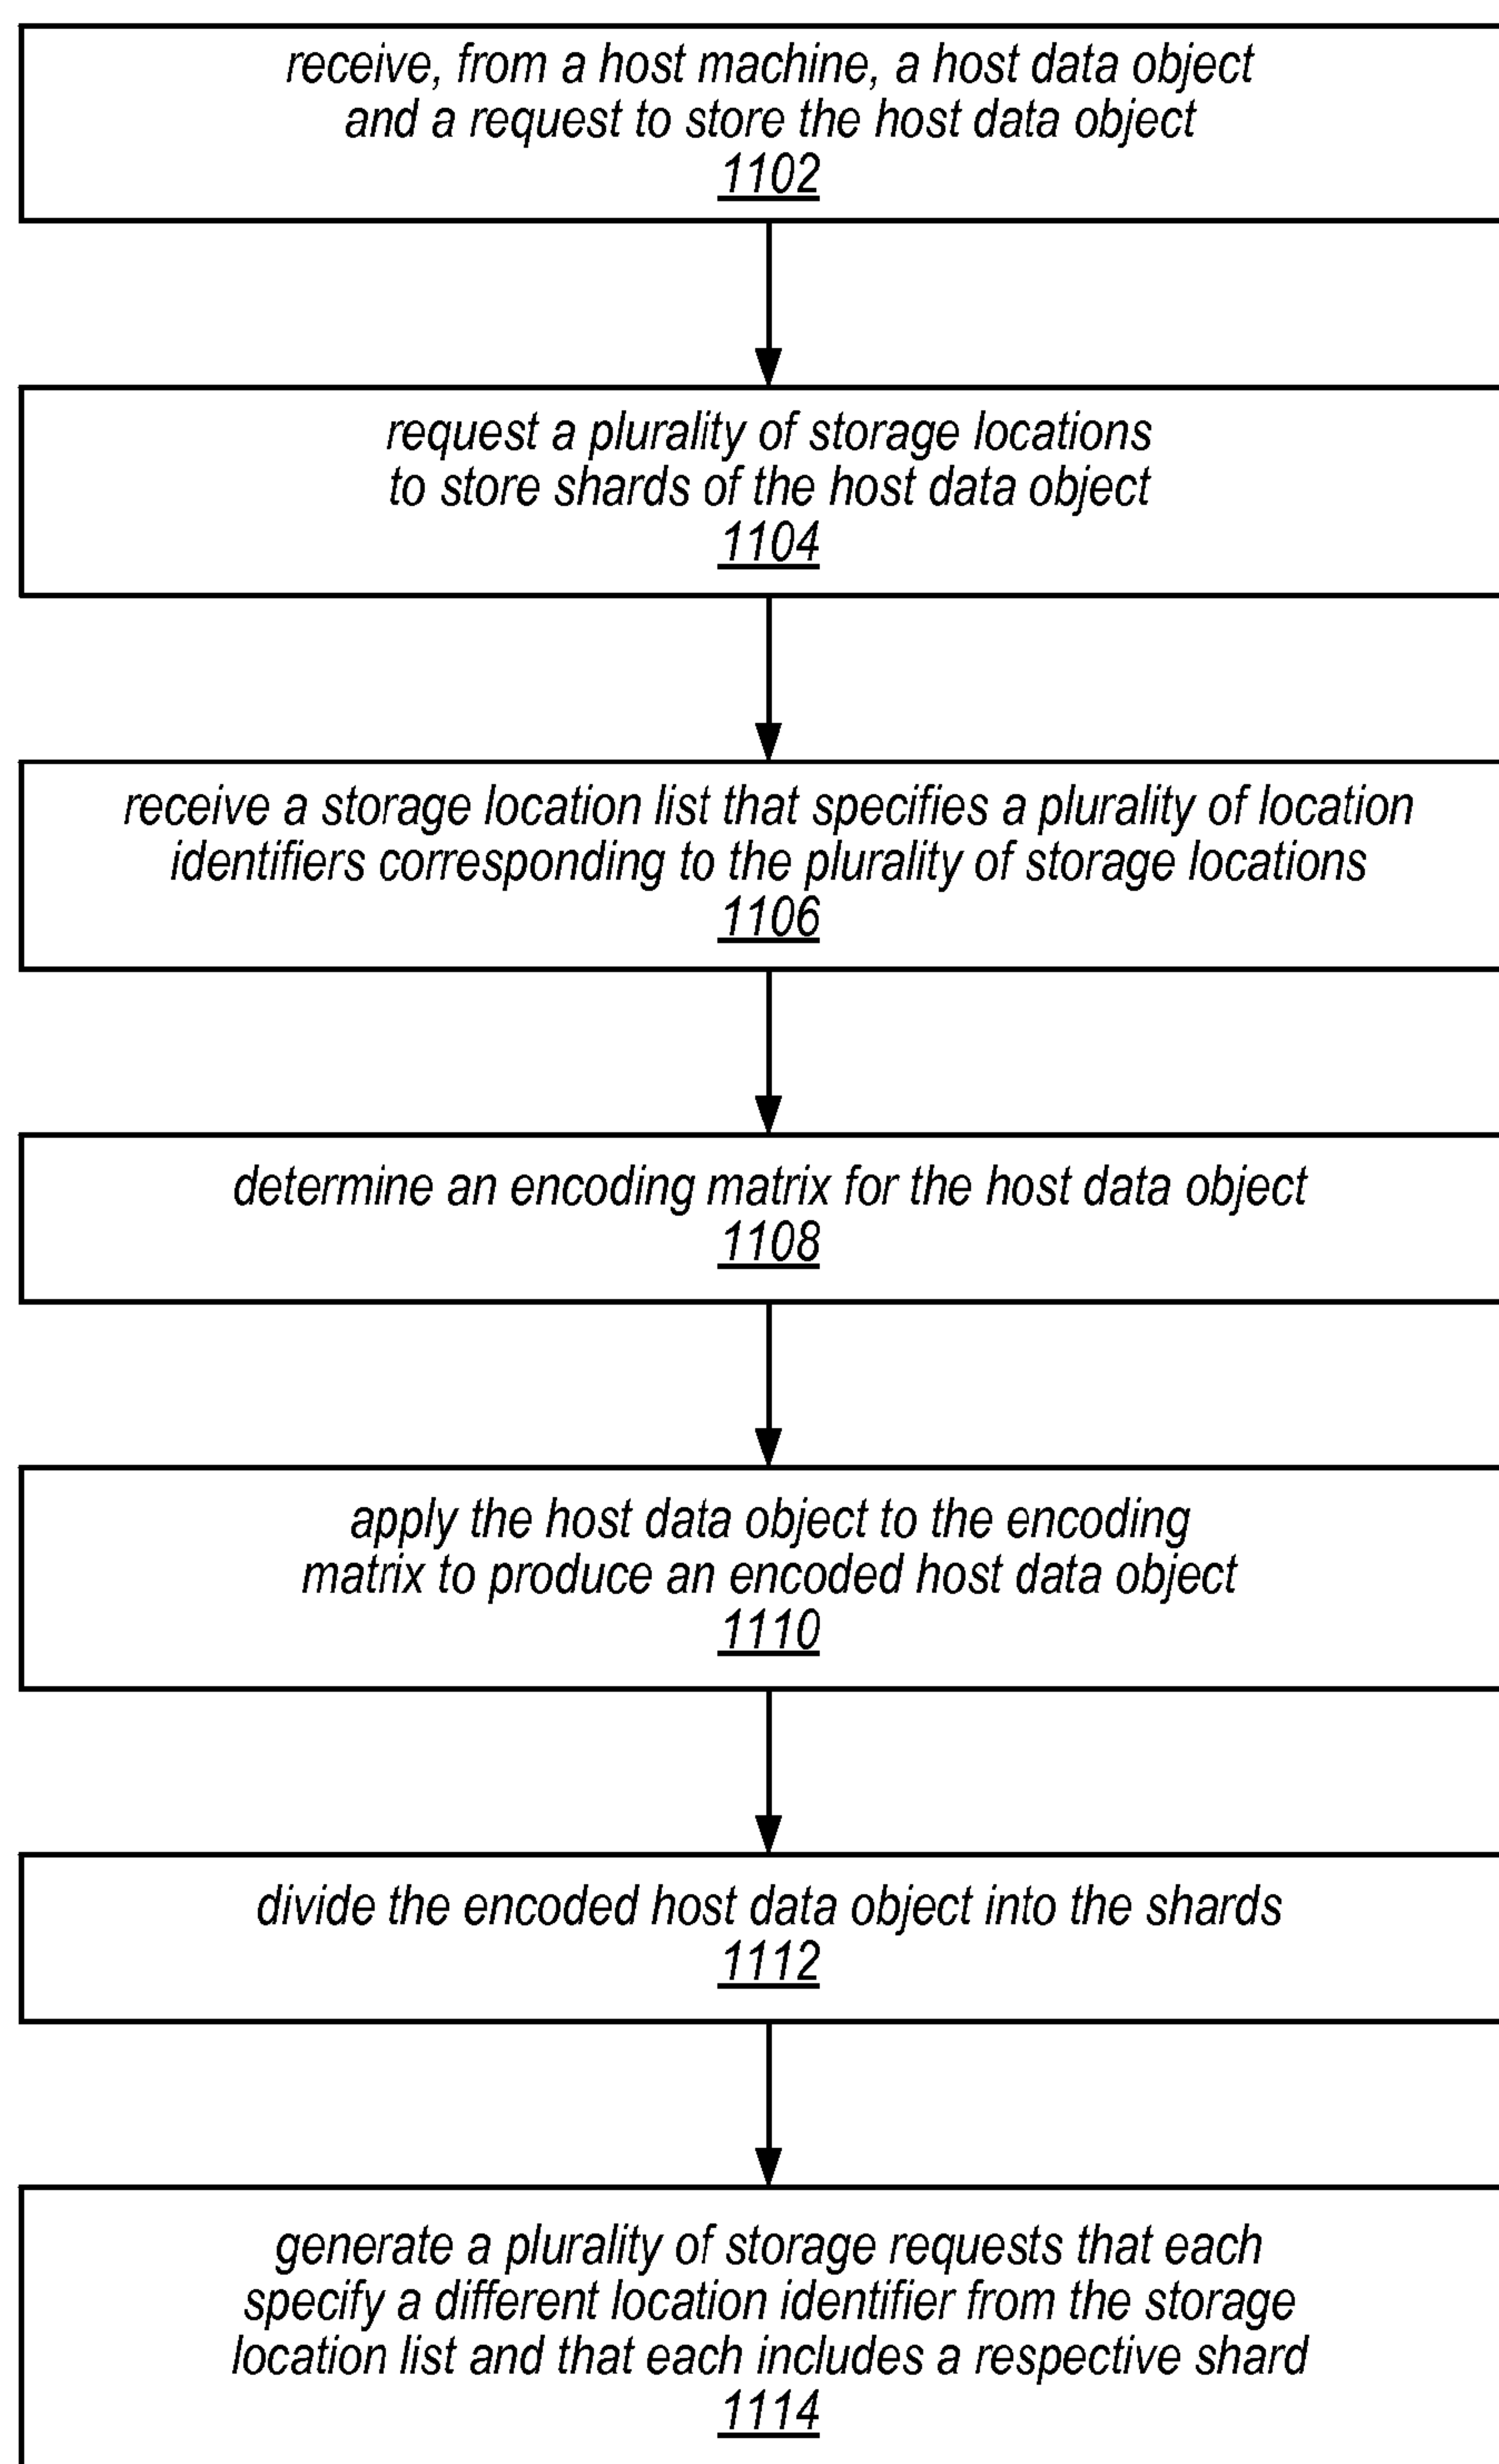 receive, from a host machine, a host data object
and a request to store the host data object
1102
request a plurality of storage locations
to store shards of the host data object
1104
receive a storage location list that specifies a plurality of location
identifiers corresponding to the plurality of storage locations
1106
determine an encoding matrix for the host data object
1108
apply the host data object to the encoding
matrix to produce an encoded host data object
1110
divide the encoded host data object into the shards
1112
generate a plurality of storage requests that each
specify a different location identifier from the storage
location list and that each includes a respective shard
1114